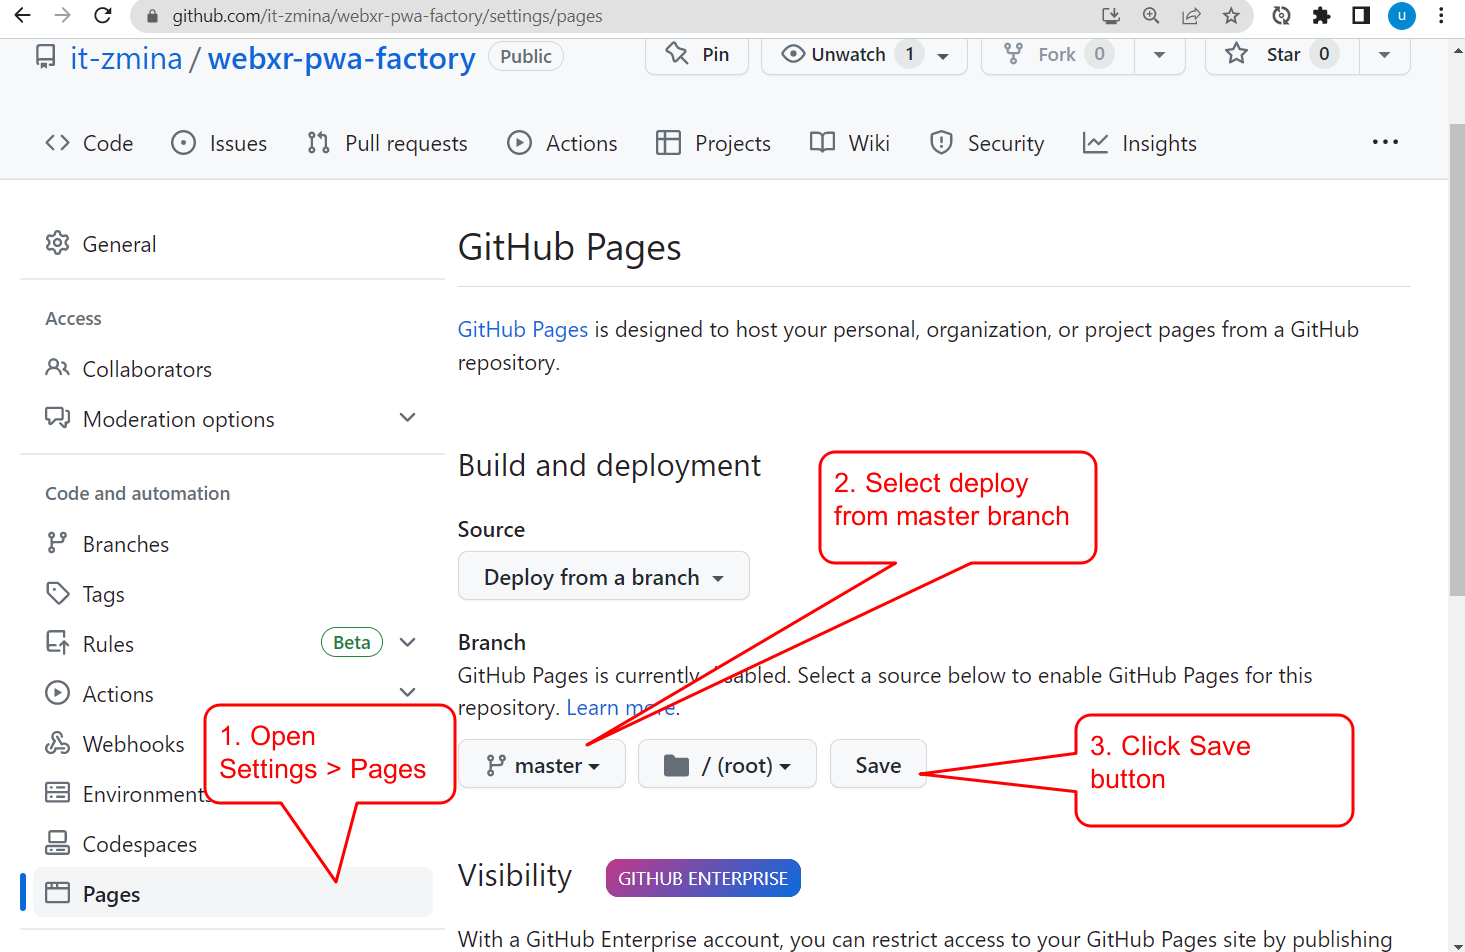 github.com/it-zmina/webxr-pwa-factory/settings/pages
u
it-zmina / webxr-pwa-factory Public
Pin
Unwatch 1
Fork 0
Star 0
Code
Issues
Pull requests
Actions
Projects
Wiki
Security
Insights
General
Access
Collaborators
Moderation options
Code and automation
Branches
Tags
Rules Beta
Actions
Webhooks
Environments
Codespaces
Pages
1. Open
Settings > Pages
GitHub Pages
GitHub Pages is designed to host your personal, organization, or project pages from a GitHub
repository.
Build and deployment
2. Select deploy
from master branch
Source
Deploy from a branch
Branch
GitHub Pages is currently disabled. Select a source below to enable GitHub Pages for this
repository. Learn more.
master
/ (root)
Save
3. Click Save
button
Visibility GITHUB ENTERPRISE
With a GitHub Enterprise account, you can restrict access to your GitHub Pages site by publishing